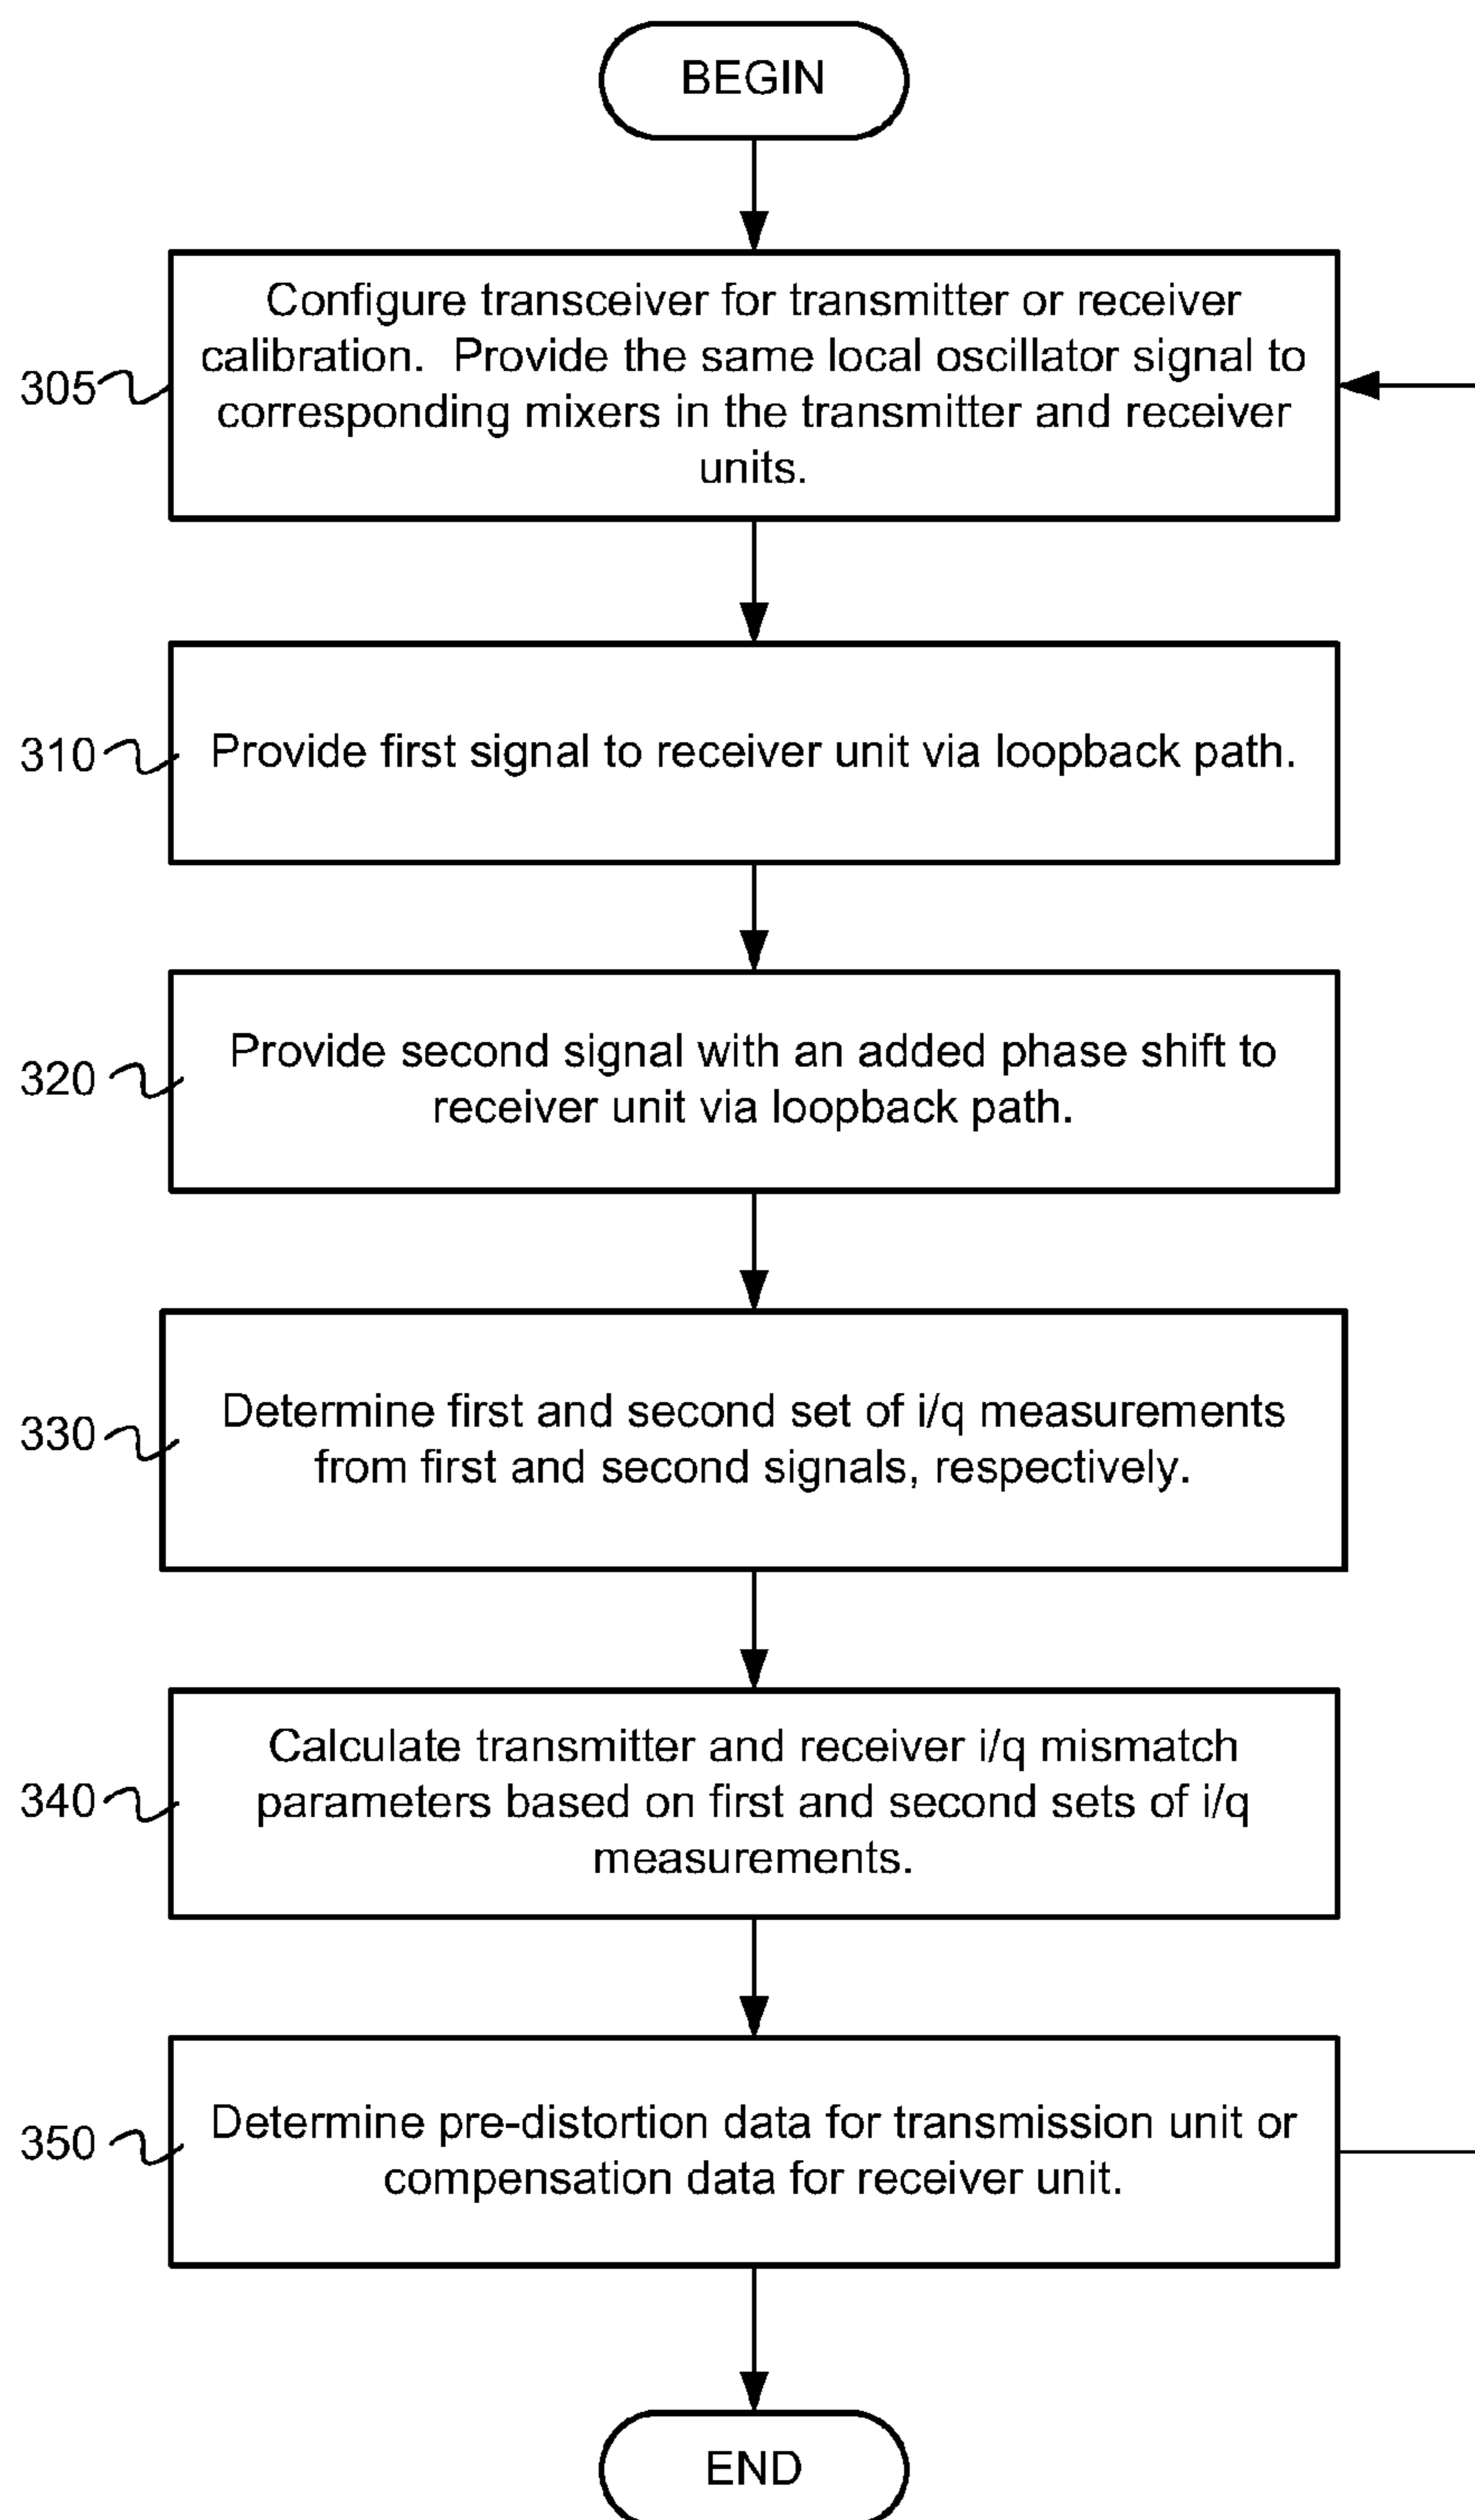 BEGIN
305
Configure transceiver for transmitter or receiver
calibration.  Provide the same local oscillator signal to
corresponding mixers in the transmitter and receiver
units.
310
Provide first signal to receiver unit via loopback path.
320
Provide second signal with an added phase shift to
receiver unit via loopback path.
330
Determine first and second set of i/q measurements
from first and second signals, respectively.
340
Calculate transmitter and receiver i/q mismatch
parameters based on first and second sets of i/q
measurements.
350
Determine pre-distortion data for transmission unit or
compensation data for receiver unit.
END